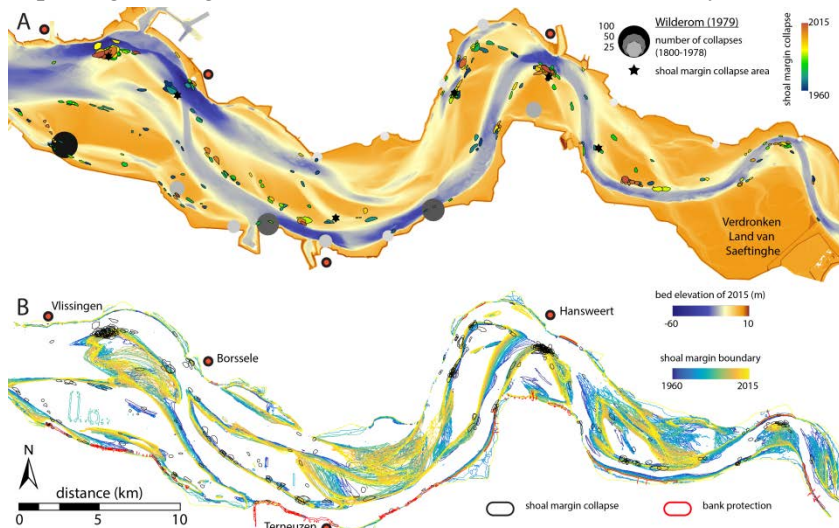 A
Wilderom (1979)
100
50
25
number of collapses
(1800-1978)
shoal margin collapse area
shoal margin collapse
2015
1960
Verdronken
Land van
Saeftinghe
B
Vlissingen
Borssele
Hansweert
bed elevation of 2015 (m)
-60
10
shoal margin boundary
1960
2015
N
distance (km)
0
5
10
Terneuzen
shoal margin collapse
bank protection